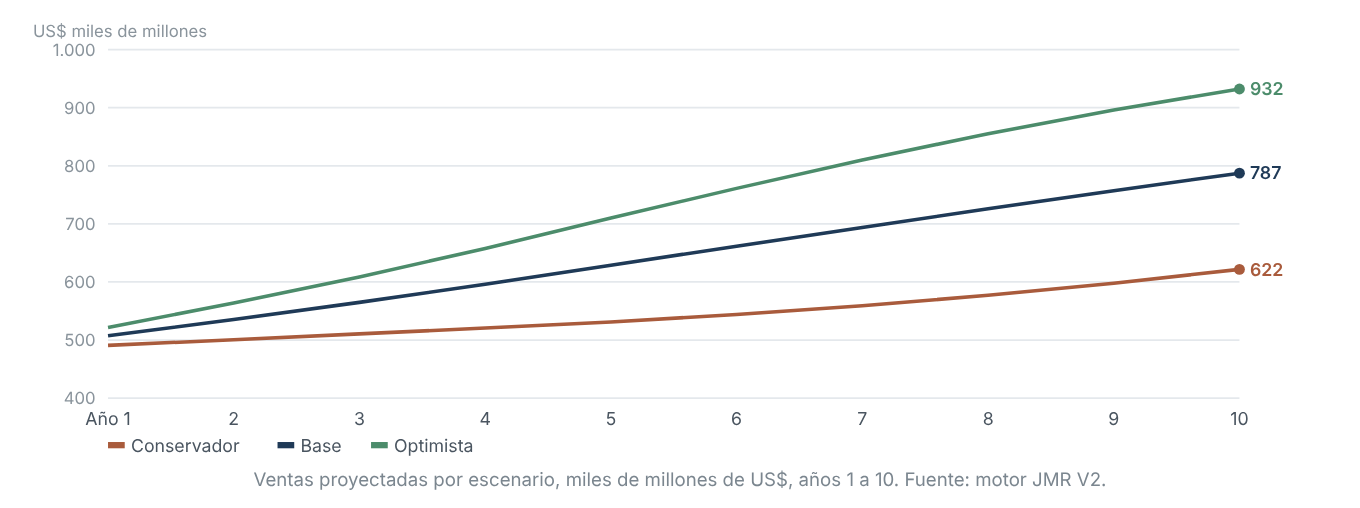 US$ miles de millones
1.000
900
932
800
787
700
600
622
500
400
Año 1 2 3 4 5 6 7 8 9 10
Conservador Base Optimista
Ventas proyectadas por escenario, miles de millones de US$, años 1 a 10. Fuente: motor JMR V2.